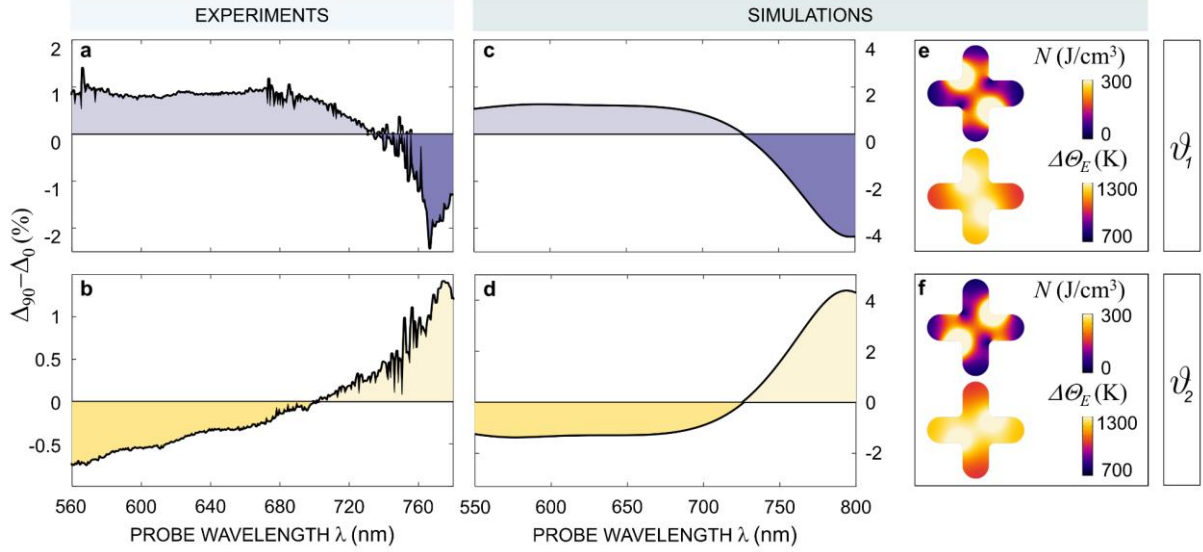 EXPERIMENTS
SIMULATIONS
Δ90−Δ0 (%)
a
2
1
0
-1
-2
c
4
2
0
-2
-4
e
N (J/cm³)
300
0
ΔΘE (K)
1300
700
ϑ1
b
1
0.5
0
-0.5
560 600 640 680 720 760
PROBE WAVELENGTH λ (nm)
d
4
2
0
-2
550 600 650 700 750 800
PROBE WAVELENGTH λ (nm)
f
N (J/cm³)
300
0
ΔΘE (K)
1300
700
ϑ2